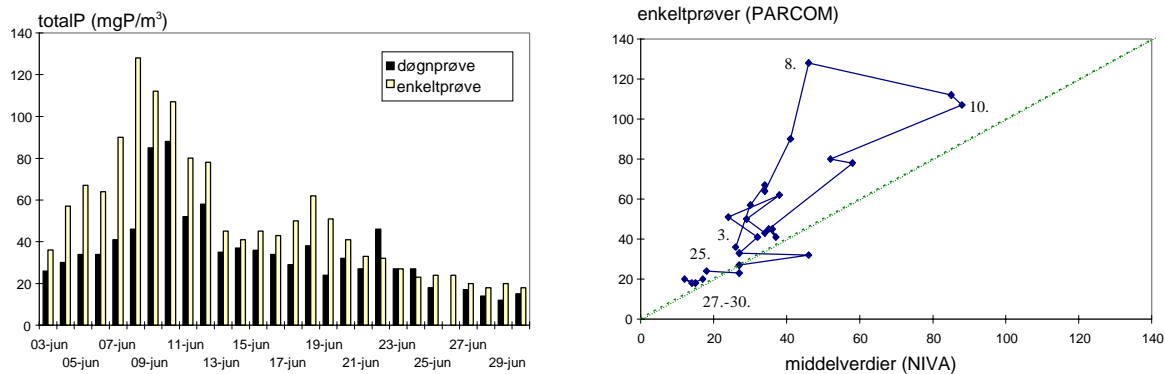 totalP (mgP/m³)
140
120
100
80
60
40
20
0
døgnprøve
enkeltprøve
03-jun 07-jun 11-jun 15-jun 19-jun 23-jun 27-jun
05-jun 09-jun 13-jun 17-jun 21-jun 25-jun 29-jun
enkeltprøver (PARCOM)
140
120
100
80
60
40
20
0
8.
10.
3.
25.
27.-30.
0 20 40 60 80 100 120 140
middelverdier (NIVA)